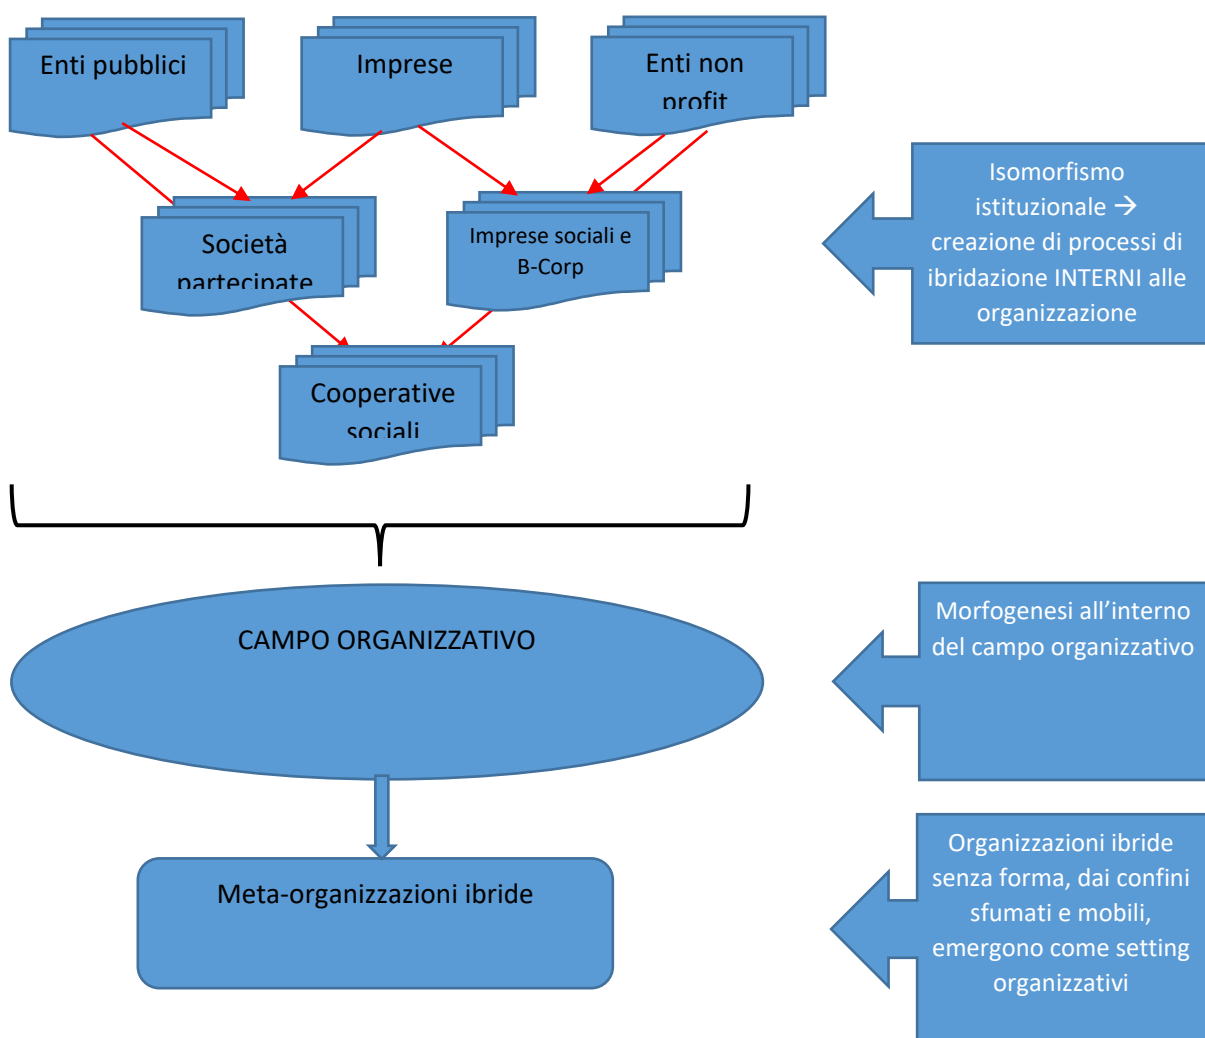 Enti pubblici
Imprese
Enti non
profit
Società
partecipate
Imprese sociali e
B-Corp
Cooperative
sociali
Isomorfismo
istituzionale →
creazione di processi di
ibridazione INTERNI alle
organizzazione
CAMPO ORGANIZZATIVO
Morfogenesi all’interno
del campo organizzativo
Meta-organizzazioni ibride
Organizzazioni ibride
senza forma, dai confini
sfumati e mobili,
emergono come setting
organizzativi